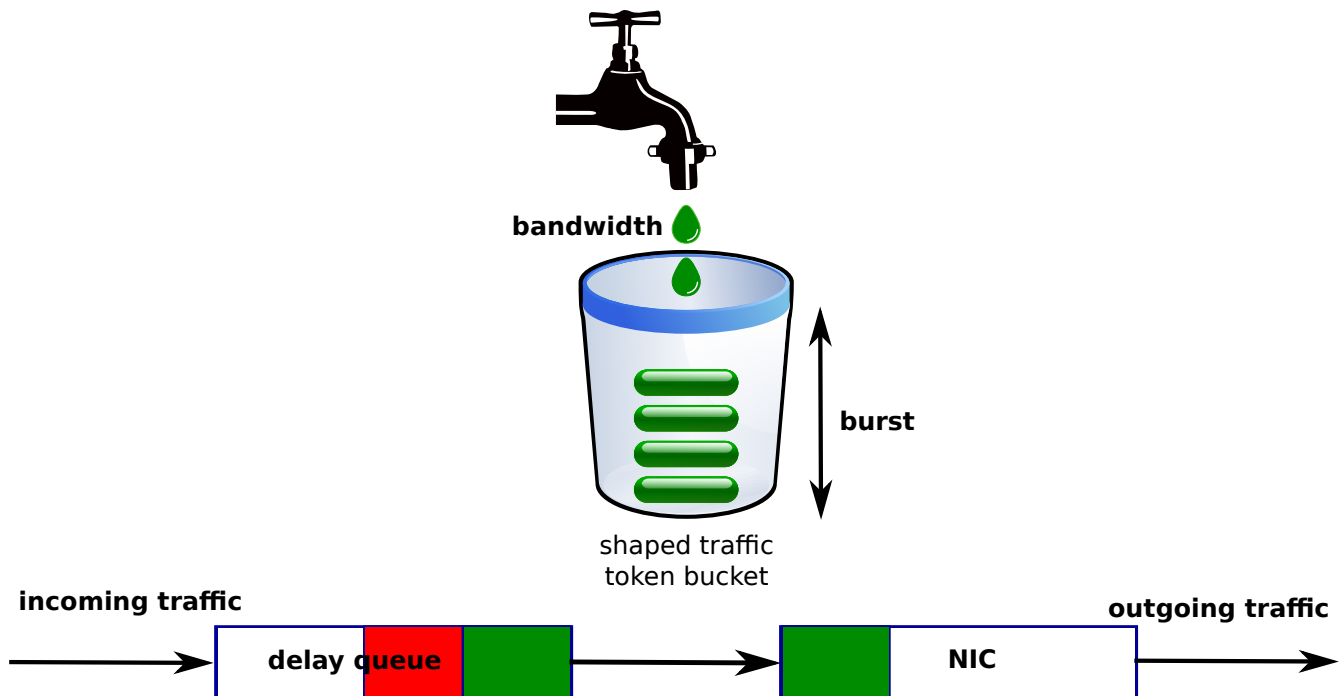 bandwidth
burst
shaped traffic
token bucket
incoming traffic
outgoing traffic
delay queue
NIC